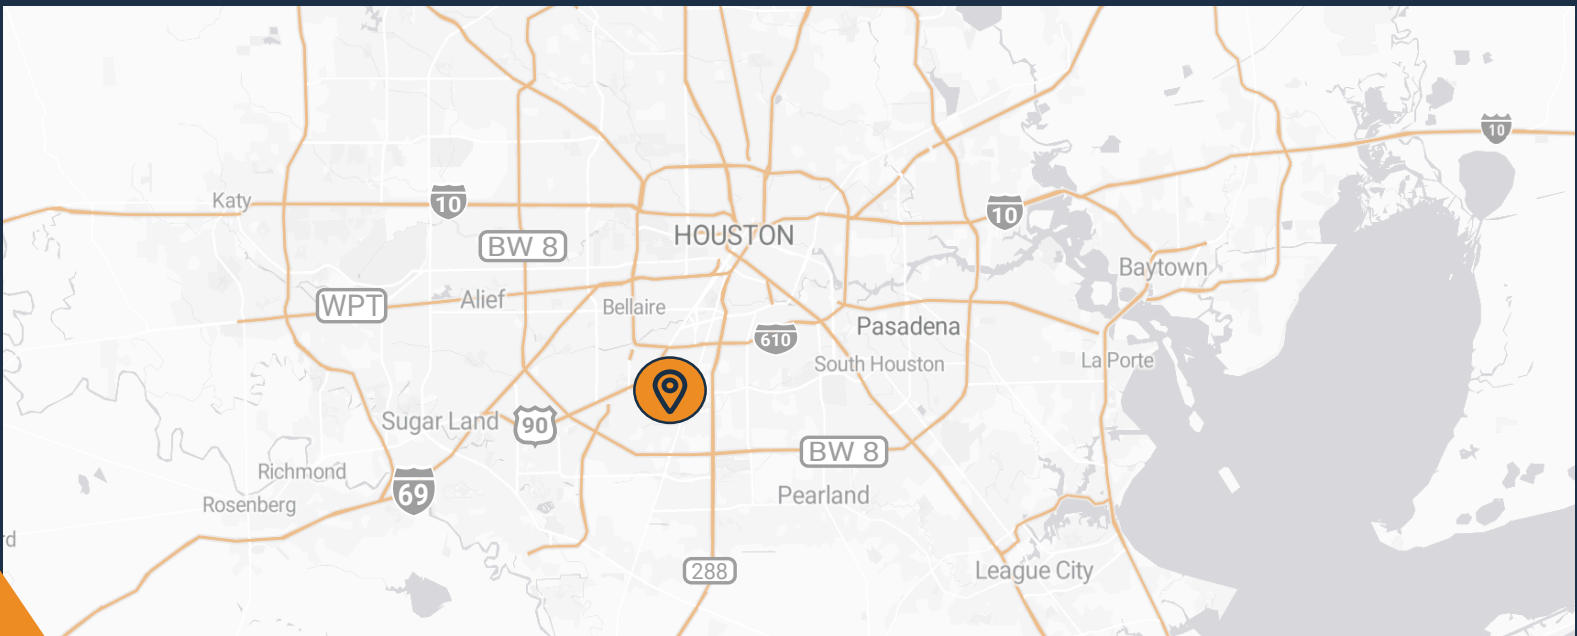 10
Katy
10
10
HOUSTON
BW 8
Baytown
WPT
Alief
Bellaire
Pasadena
610
South Houston
La Porte
Sugar Land
90
BW 8
Richmond
69
Pearland
Rosenberg
rd
288
League City